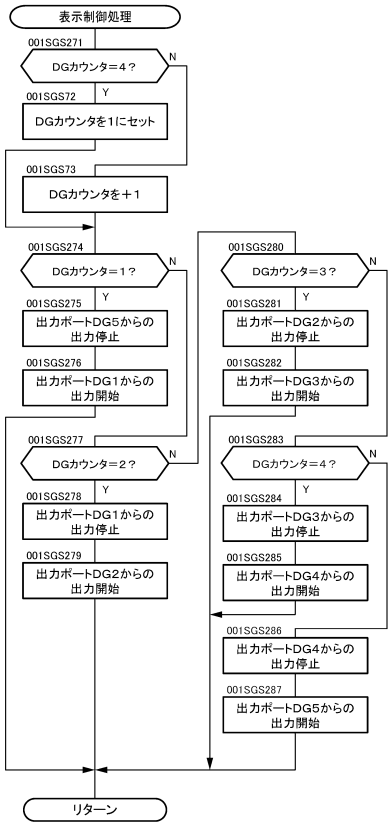 表示制御処理
001SGS271
DGカウンタ＝4？
N
Y
001SGS72
DGカウンタを1にセット
001SGS73
DGカウンタを＋1
001SGS274
DGカウンタ＝1？
N
Y
001SGS275
出力ポートDG5からの
出力停止
001SGS276
出力ポートDG1からの
出力開始
001SGS277
DGカウンタ＝2？
N
Y
001SGS278
出力ポートDG1からの
出力停止
001SGS279
出力ポートDG2からの
出力開始
001SGS280
DGカウンタ＝3？
N
Y
001SGS281
出力ポートDG2からの
出力停止
001SGS282
出力ポートDG3からの
出力開始
001SGS283
DGカウンタ＝4？
N
Y
001SGS284
出力ポートDG3からの
出力停止
001SGS285
出力ポートDG4からの
出力開始
001SGS286
出力ポートDG4からの
出力停止
001SGS287
出力ポートDG5からの
出力開始
リターン